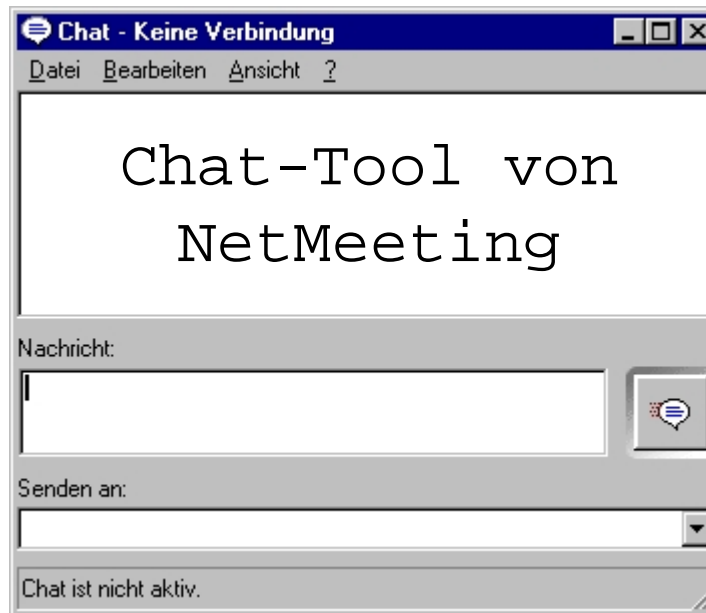 Chat - Keine Verbindung
Datei Bearbeiten Ansicht ?
Chat-Tool von
NetMeeting
Nachricht:
Senden an:
Chat ist nicht aktiv.